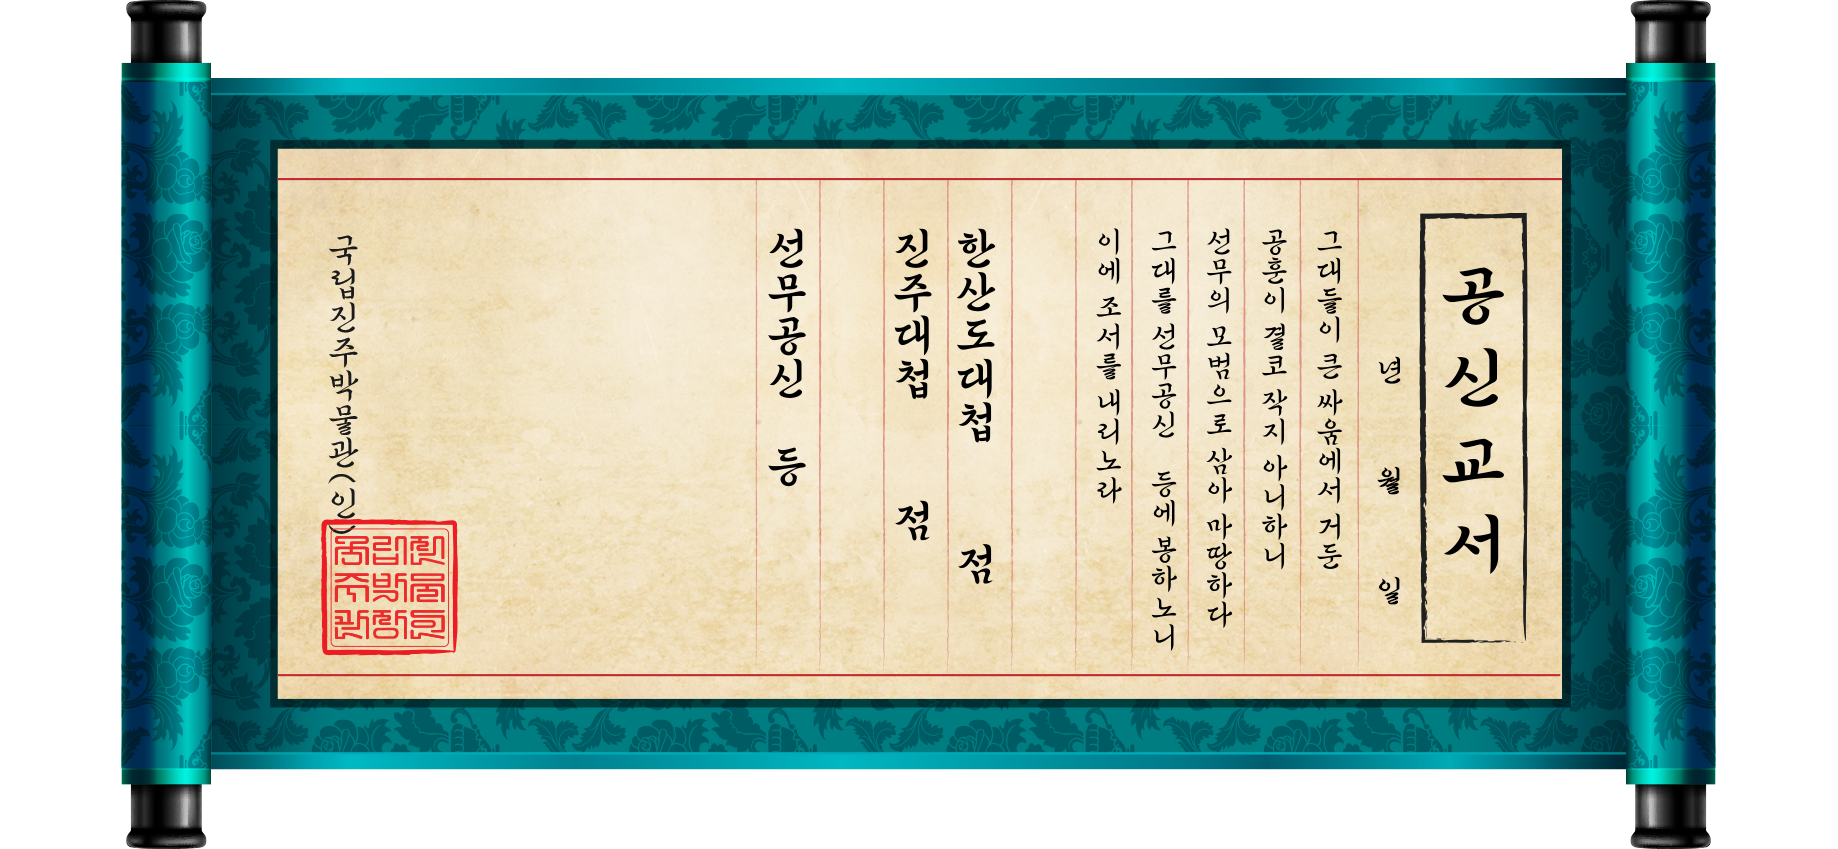 공신교서
년 월 일
그대들이 큰 싸움에서 거둔
공훈이 결코 작지 아니하니
선무의 모범으로 삼아 마땅하다
그대를 선무공신 등에 봉하노니
이에 조서를 내리노라
한산도대첩 점
진주대첩 점
선무공신 등
국립진주박물관(인)